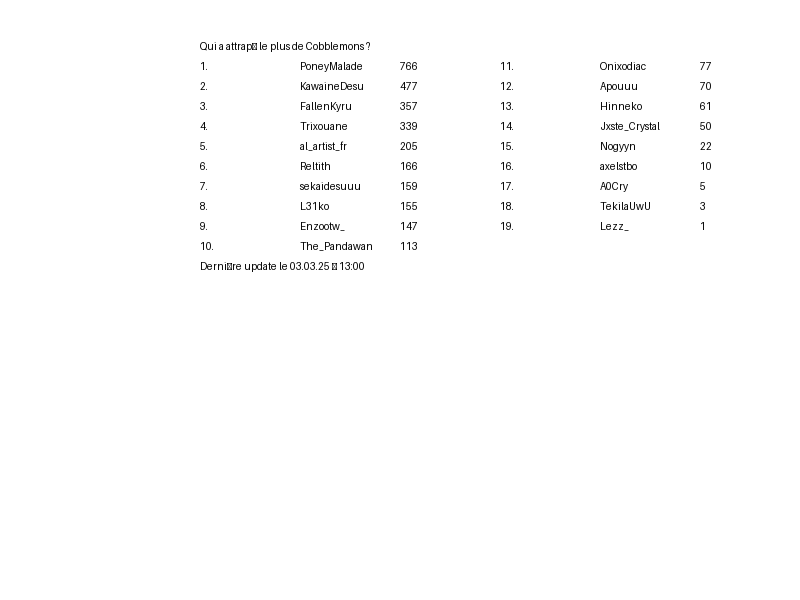 Qui a attrap▯ le plus de Cobblemons ?
1. PoneyMalade 766 11. Onixodiac 77
2. KawaineDesu 477 12. Apouuu 70
3. FallenKyru 357 13. Hinneko 61
4. Trixouane 339 14. Jxste_Crystal 50
5. al_artist_fr 205 15. Nogyyn 22
6. Reltith 166 16. axelstbo 10
7. sekaidesuuu 159 17. A0Cry 5
8. L31ko 155 18. TekilaUwU 3
9. Enzootw_ 147 19. Lezz_ 1
10. The_Pandawan 113
Derni▯re update le 03.03.25 ▯ 13:00